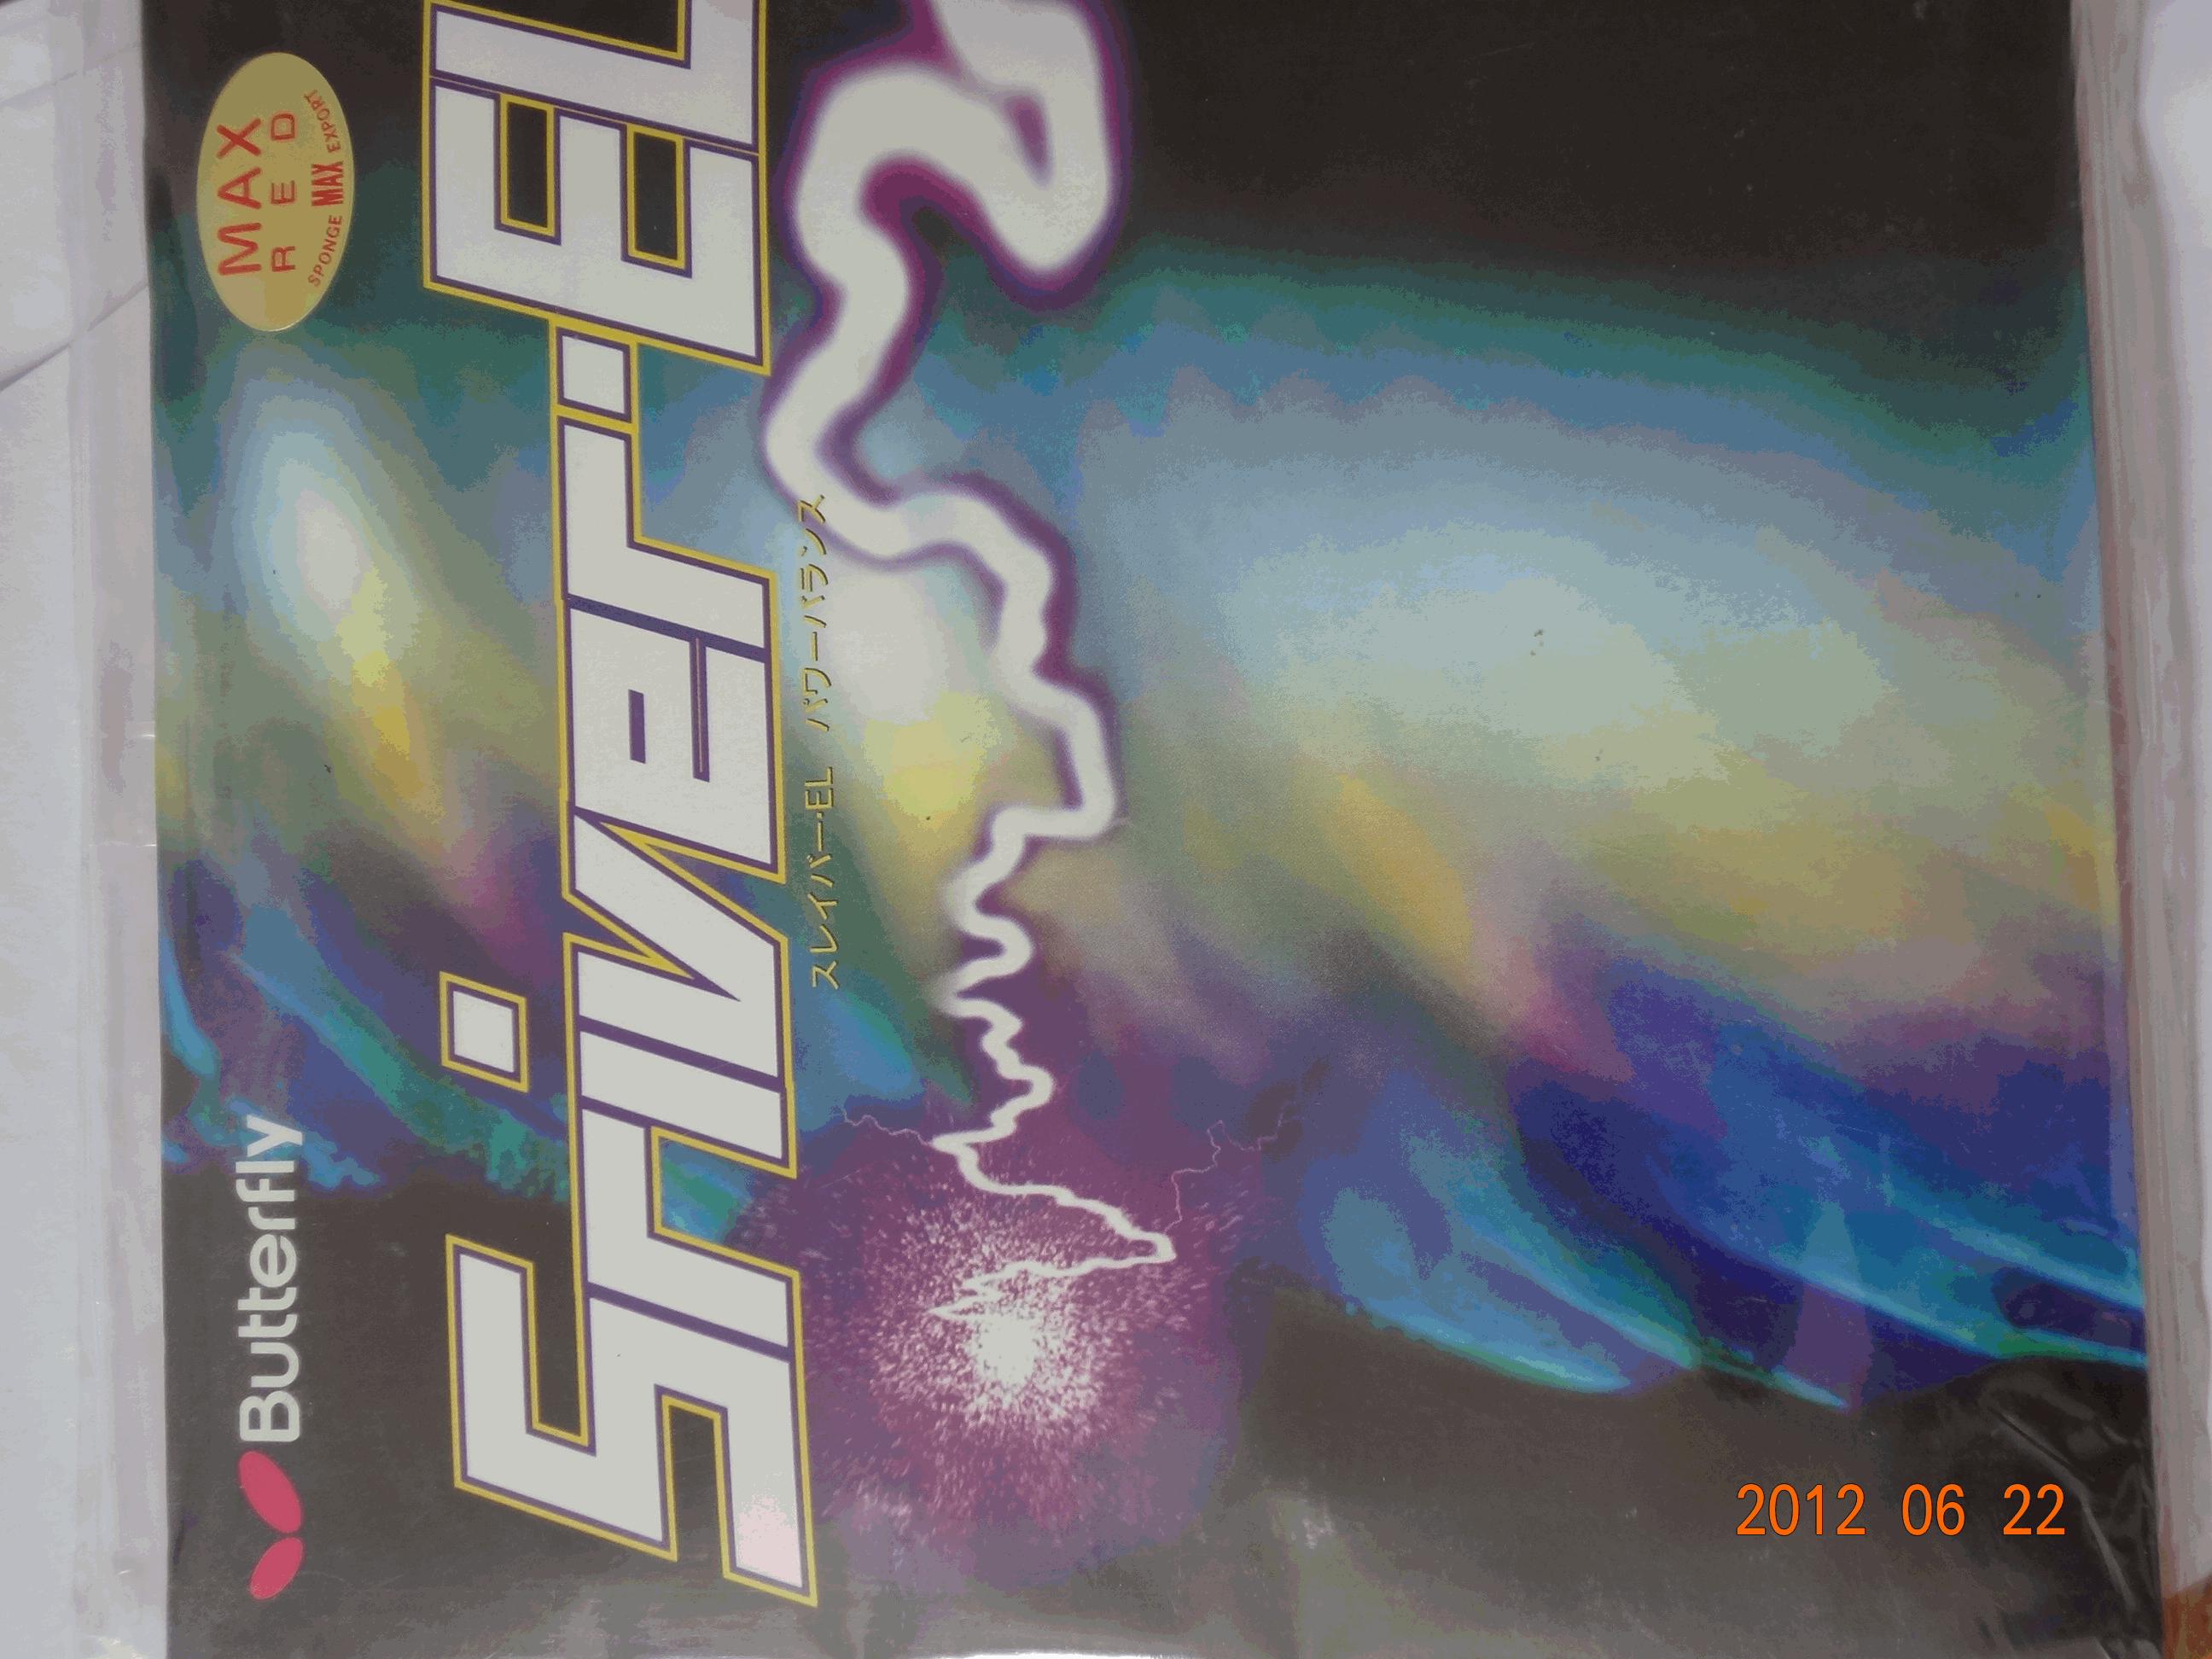 Butterfly
MAX
RED
SPONGE MAX EXPORT
Sriver·EL
スレイバー・EL パワーバランス
2012 06 22